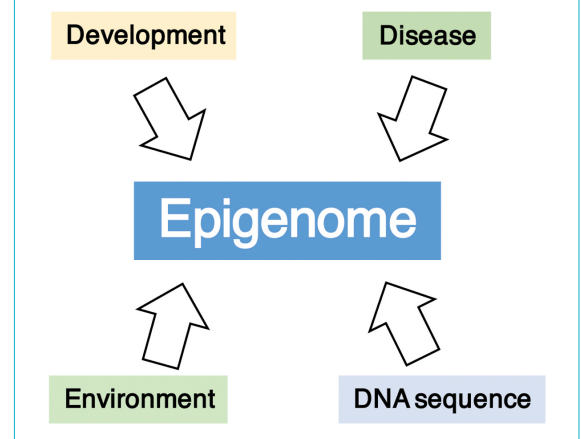 Development
Disease
Epigenome
Environment
DNA sequence